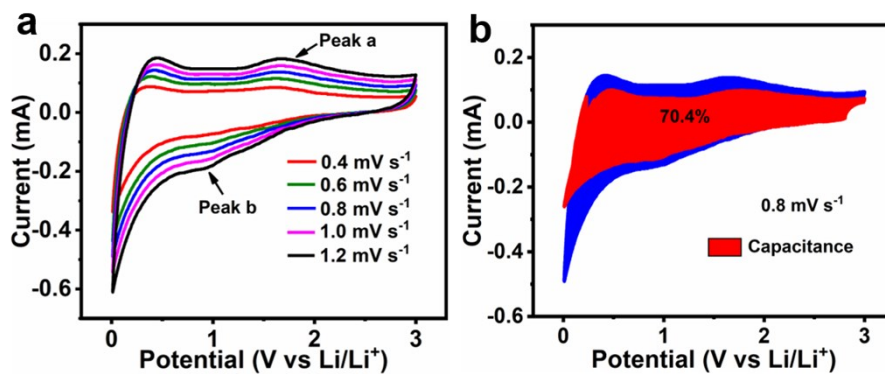 a
Peak a
Peak b
0.4 mV s⁻¹
0.6 mV s⁻¹
0.8 mV s⁻¹
1.0 mV s⁻¹
1.2 mV s⁻¹
0.2
0.0
-0.2
-0.4
-0.6
0
1
2
3
Current (mA)
Potential (V vs Li/Li⁺)
b
70.4%
0.8 mV s⁻¹
Capacitance
0.4
0.2
0.0
-0.2
-0.4
-0.6
0
1
2
3
Current (mA)
Potential (V vs Li/Li⁺)